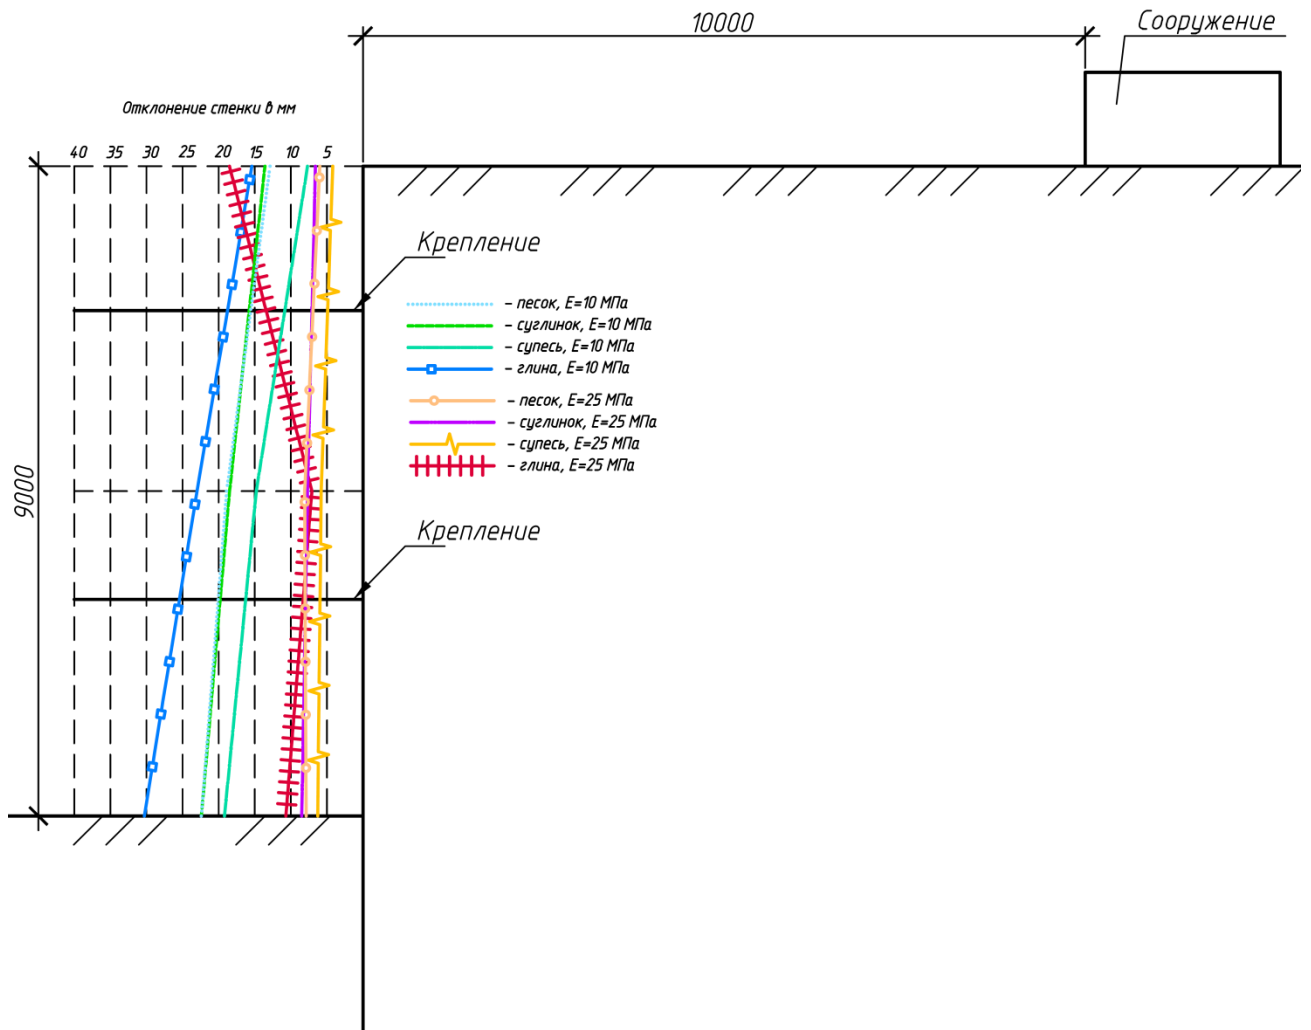 10000
Сооружение
Отклонение стенки в мм
40 35 30 25 20 15 10 5
Крепление
– песок, Е=10 МПа
– суглинок, Е=10 МПа
– супесь, Е=10 МПа
– глина, Е=10 МПа
– песок, Е=25 МПа
– суглинок, Е=25 МПа
– супесь, Е=25 МПа
– глина, Е=25 МПа
9000
Крепление